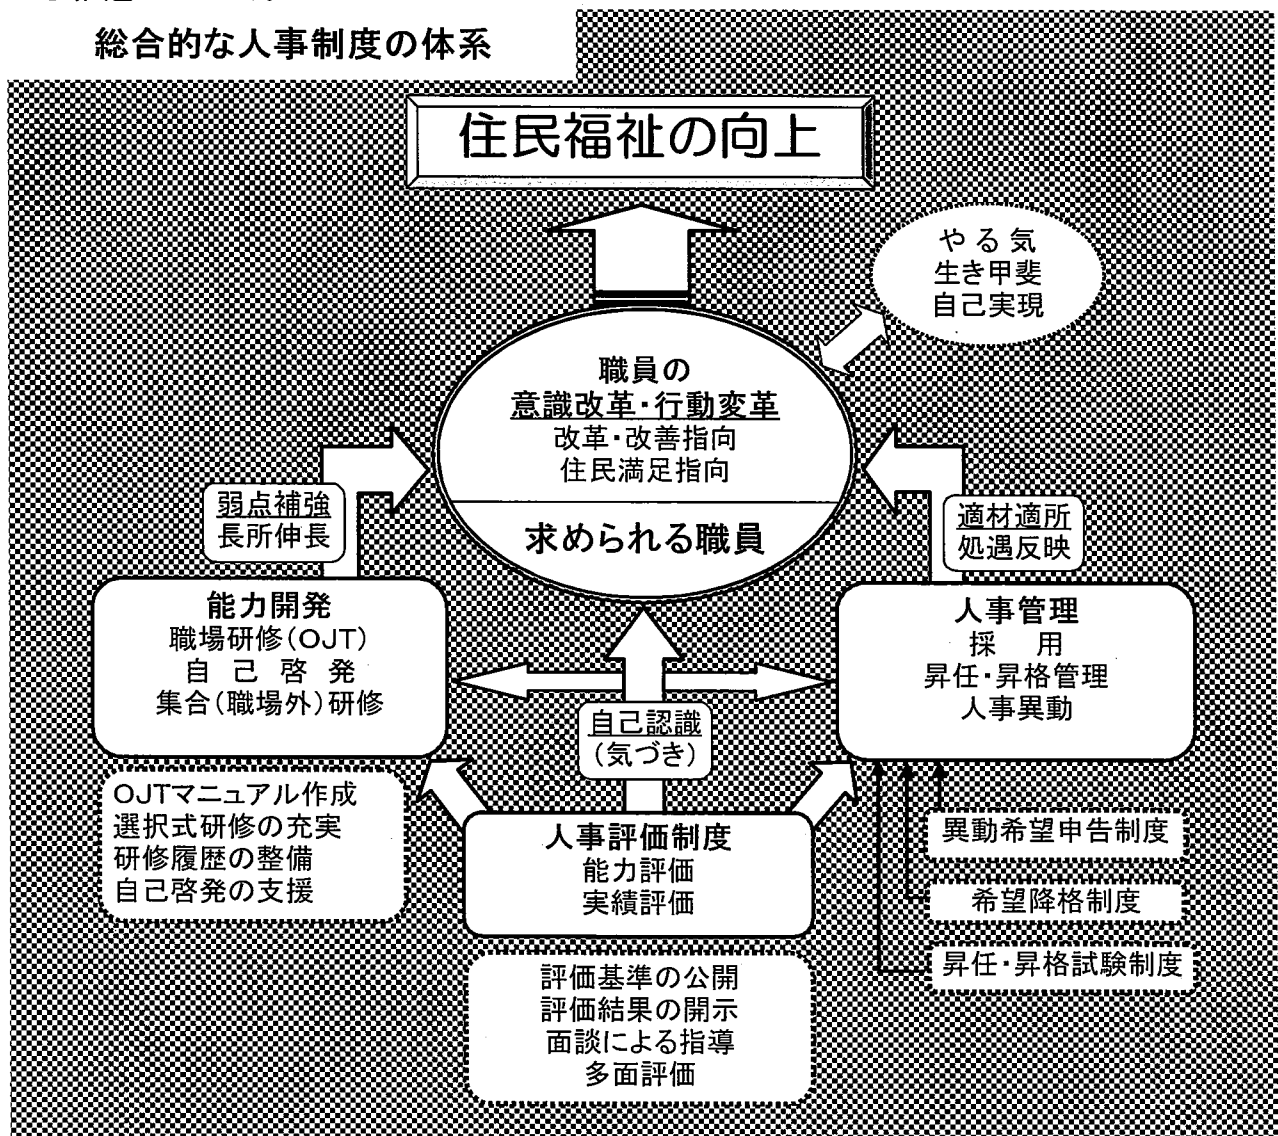 総合的な人事制度の体系
住民福祉の向上
やる気
生き甲斐
自己実現
職員の
意識改革・行動変革
改革・改善指向
住民満足指向
求められる職員
弱点補強
長所伸長
適材適所
処遇反映
能力開発
職場研修(OJT)
自己啓発
集合(職場外)研修
人事管理
採　用
昇任・昇格管理
人事異動
自己認識
(気づき)
OJTマニュアル作成
選択式研修の充実
研修履歴の整備
自己啓発の支援
人事評価制度
能力評価
実績評価
異動希望申告制度
希望降格制度
昇任・昇格試験制度
評価基準の公開
評価結果の開示
面談による指導
多面評価